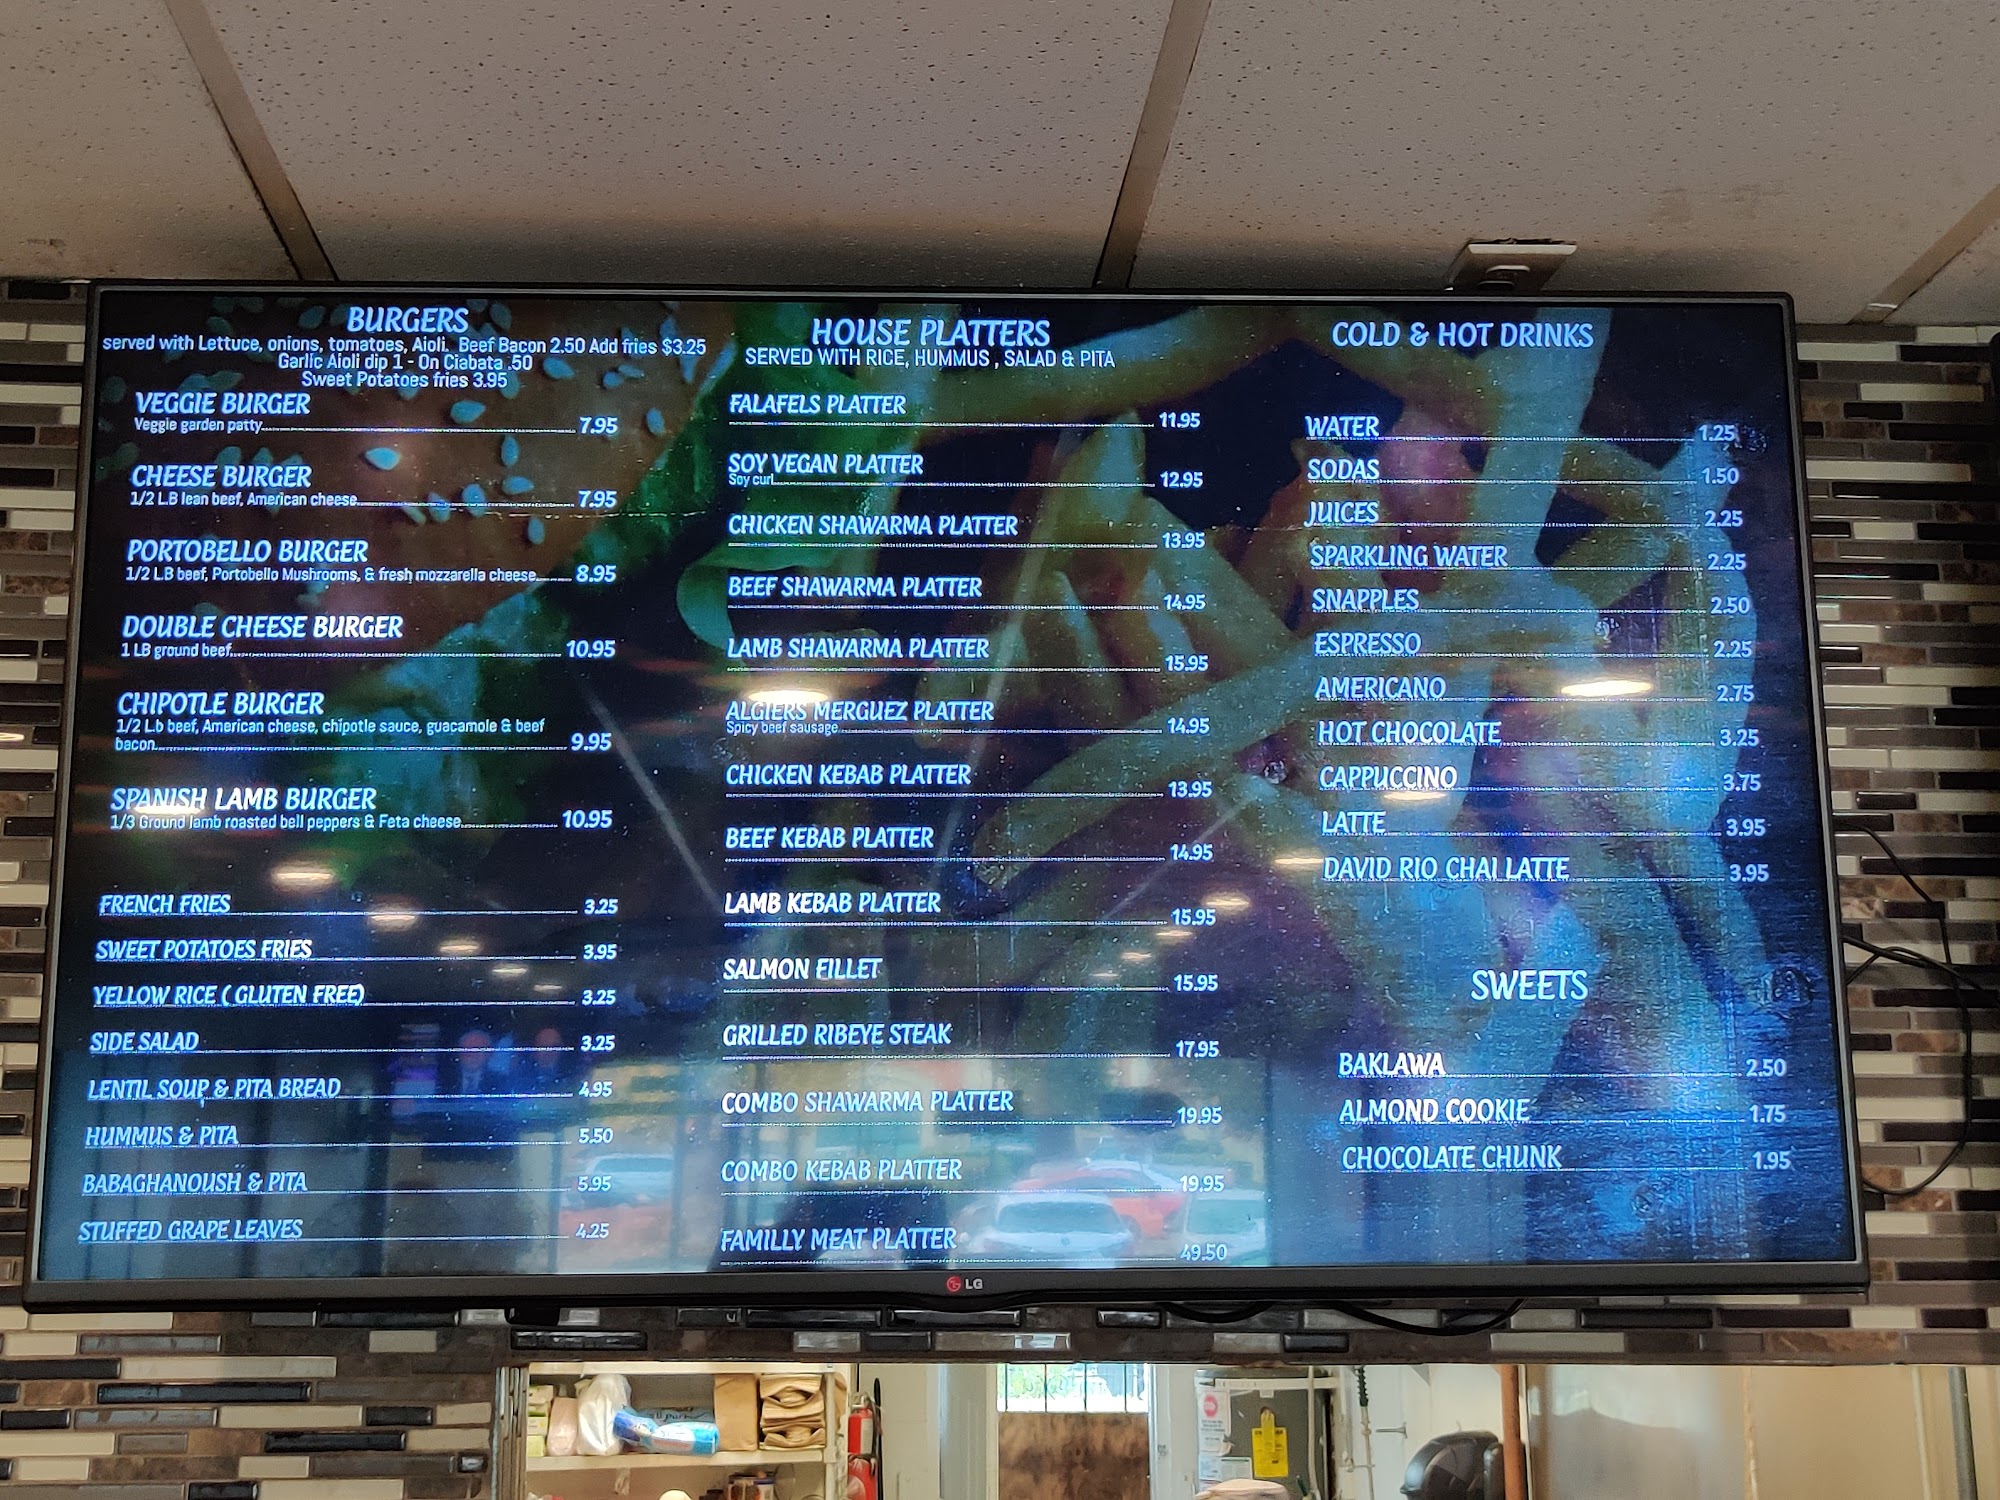 BURGERS
served with Lettuce, onions, tomatoes, Aioli. Beef Bacon 2.50 Add fries $3.25
Garlic Aioli dip 1 - On Ciabata .50
Sweet Potatoes fries 3.95
VEGGIE BURGER
Veggie garden patty 7.95
CHEESE BURGER
1/2 L.B lean beef, American cheese 7.95
PORTOBELLO BURGER
1/2 L.B beef, Portobello Mushrooms, & fresh mozzarella cheese 8.95
DOUBLE CHEESE BURGER
1 LB ground beef 10.95
CHIPOTLE BURGER
1/2 L.b beef, American cheese, chipotle sauce, guacamole & beef
bacon 9.95
SPANISH LAMB BURGER
1/3 Ground lamb roasted bell peppers & Feta cheese 10.95
FRENCH FRIES 3.25
SWEET POTATOES FRIES 3.95
YELLOW RICE ( GLUTEN FREE) 3.25
SIDE SALAD 3.25
LENTIL SOUP & PITA BREAD 4.95
HUMMUS & PITA 5.50
BABAGHANOUSH & PITA 5.95
STUFFED GRAPE LEAVES 4.25
HOUSE PLATTERS
SERVED WITH RICE, HUMMUS , SALAD & PITA
FALAFELS PLATTER 11.95
SOY VEGAN PLATTER
Soy curl 12.95
CHICKEN SHAWARMA PLATTER 13.95
BEEF SHAWARMA PLATTER 14.95
LAMB SHAWARMA PLATTER 15.95
ALGIERS MERGUEZ PLATTER
Spicy beef sausage 14.95
CHICKEN KEBAB PLATTER 13.95
BEEF KEBAB PLATTER 14.95
LAMB KEBAB PLATTER 15.95
SALMON FILLET 15.95
GRILLED RIBEYE STEAK 17.95
COMBO SHAWARMA PLATTER 19.95
COMBO KEBAB PLATTER 19.95
FAMILLY MEAT PLATTER 49.50
COLD & HOT DRINKS
WATER 1.25
SODAS 1.50
JUICES 2.25
SPARKLING WATER 2.25
SNAPPLES 2.50
ESPRESSO 2.25
AMERICANO 2.75
HOT CHOCOLATE 3.25
CAPPUCCINO 3.75
LATTE 3.95
DAVID RIO CHAI LATTE 3.95
SWEETS
BAKLAWA 2.50
ALMOND COOKIE 1.75
CHOCOLATE CHUNK 1.95
LG